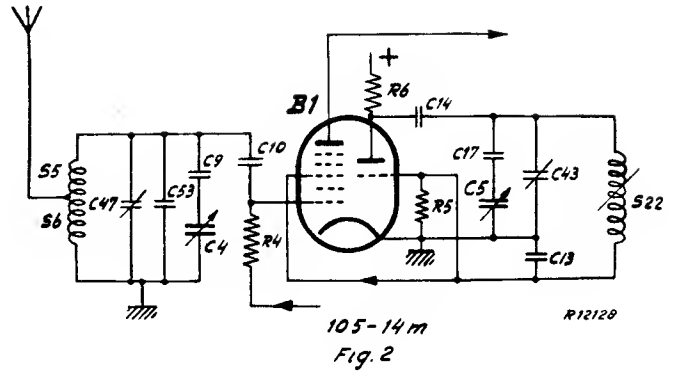 +
B1
R6
C14
S5
S6
C47
C53
C9
C4
C10
R4
R5
C17
C5
C43
C13
S22
R12128
105-14m
Fig. 2